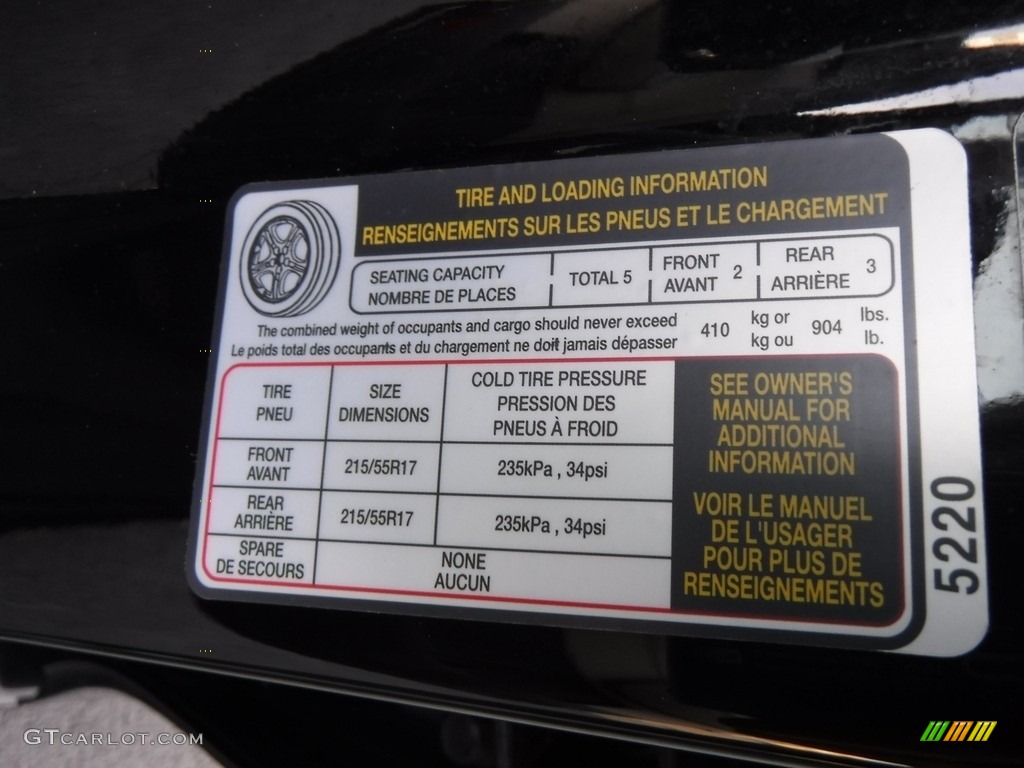 TIRE AND LOADING INFORMATION
RENSEIGNEMENTS SUR LES PNEUS ET LE CHARGEMENT
SEATING CAPACITY
NOMBRE DE PLACES
TOTAL 5
FRONT
AVANT 2
REAR
ARRIÈRE 3
The combined weight of occupants and cargo should never exceed
Le poids total des occupants et du chargement ne doit jamais dépasser
410 kg or 904 lbs.
kg ou lb.
TIRE
PNEU
SIZE
DIMENSIONS
COLD TIRE PRESSURE
PRESSION DES
PNEUS À FROID
FRONT
AVANT
215/55R17
235kPa , 34psi
REAR
ARRIÈRE
215/55R17
235kPa , 34psi
SPARE
DE SECOURS
NONE
AUCUN
SEE OWNER'S
MANUAL FOR
ADDITIONAL
INFORMATION
VOIR LE MANUEL
DE L'USAGER
POUR PLUS DE
RENSEIGNEMENTS
5220
GTCARLOT.COM